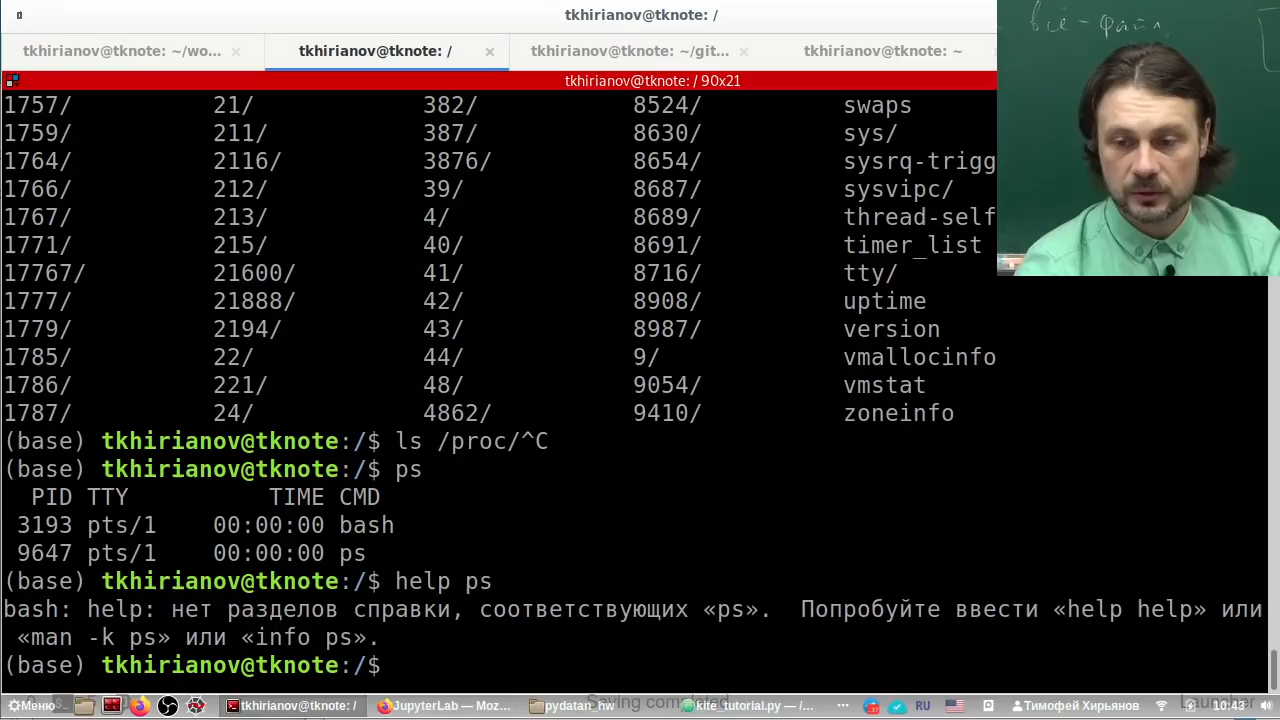 tkhirianov@tknote: /
всё - файл.
tkhirianov@tknote: ~/wo... × tkhirianov@tknote: / × tkhirianov@tknote: ~/git... × tkhirianov@tknote: ~
tkhirianov@tknote: / 90x21
1757/ 21/ 382/ 8524/ swaps
1759/ 211/ 387/ 8630/ sys/
1764/ 2116/ 3876/ 8654/ sysrq-trigg
1766/ 212/ 39/ 8687/ sysvipc/
1767/ 213/ 4/ 8689/ thread-self
1771/ 215/ 40/ 8691/ timer_list
17767/ 21600/ 41/ 8716/ tty/
1777/ 21888/ 42/ 8908/ uptime
1779/ 2194/ 43/ 8987/ version
1785/ 22/ 44/ 9/ vmallocinfo
1786/ 221/ 48/ 9054/ vmstat
1787/ 24/ 4862/ 9410/ zoneinfo
(base) tkhirianov@tknote:/$ ls /proc/^C
(base) tkhirianov@tknote:/$ ps
PID TTY TIME CMD
3193 pts/1 00:00:00 bash
9647 pts/1 00:00:00 ps
(base) tkhirianov@tknote:/$ help ps
bash: help: нет разделов справки, соответствующих «ps». Попробуйте ввести «help help» или
«man -k ps» или «info ps».
(base) tkhirianov@tknote:/$
Меню tkhirianov@tknote: / JupyterLab — Moz... pydatan_hw Saving completed kite_tutorial.py — /... ... RU Тимофей Хирьянов 10:43 Launcher